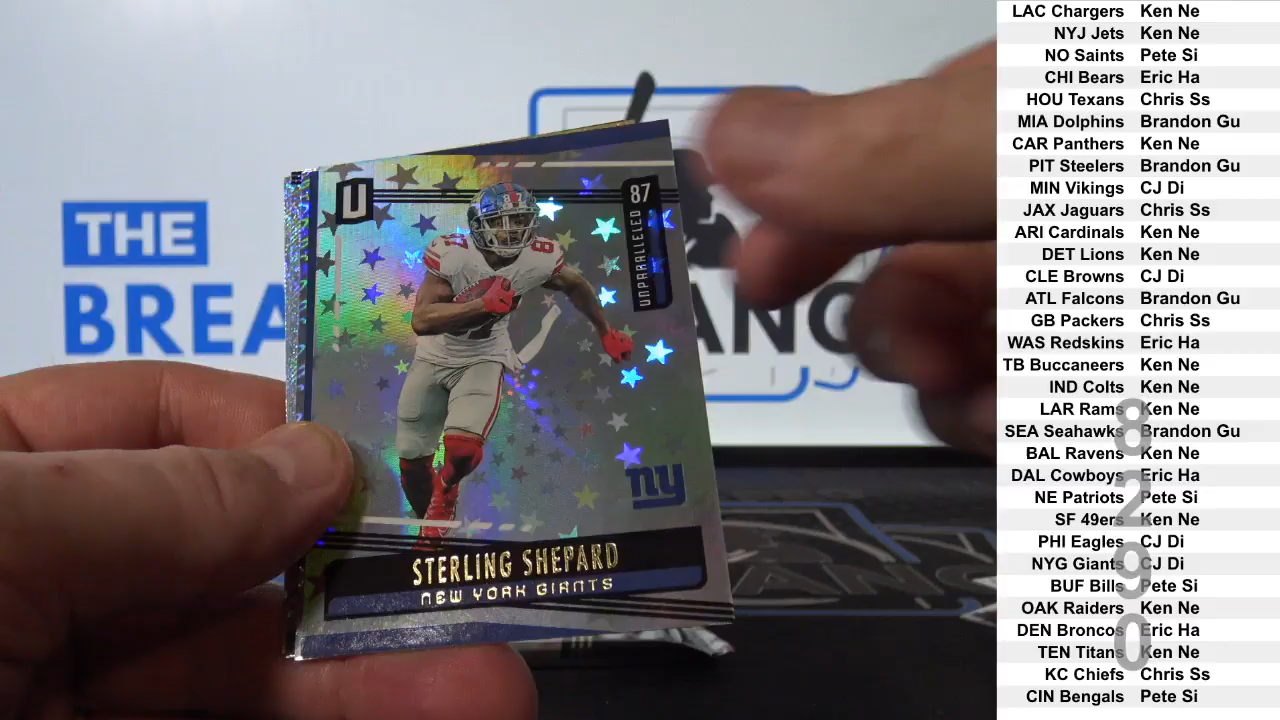 THE
BREA
ANG
U
87
UNPARALLELED
87
ny
STERLING SHEPARD
NEW YORK GIANTS
LAC Chargers Ken Ne
NYJ Jets Ken Ne
NO Saints Pete Si
CHI Bears Eric Ha
HOU Texans Chris Ss
MIA Dolphins Brandon Gu
CAR Panthers Ken Ne
PIT Steelers Brandon Gu
MIN Vikings CJ Di
JAX Jaguars Chris Ss
ARI Cardinals Ken Ne
DET Lions Ken Ne
CLE Browns CJ Di
ATL Falcons Brandon Gu
GB Packers Chris Ss
WAS Redskins Eric Ha
TB Buccaneers Ken Ne
IND Colts Ken Ne
LAR Rams Ken Ne
SEA Seahawks Brandon Gu
BAL Ravens Ken Ne
DAL Cowboys Eric Ha
NE Patriots Pete Si
SF 49ers Ken Ne
PHI Eagles CJ Di
NYG Giants CJ Di
BUF Bills Pete Si
OAK Raiders Ken Ne
DEN Broncos Eric Ha
TEN Titans Ken Ne
KC Chiefs Chris Ss
CIN Bengals Pete Si
8290